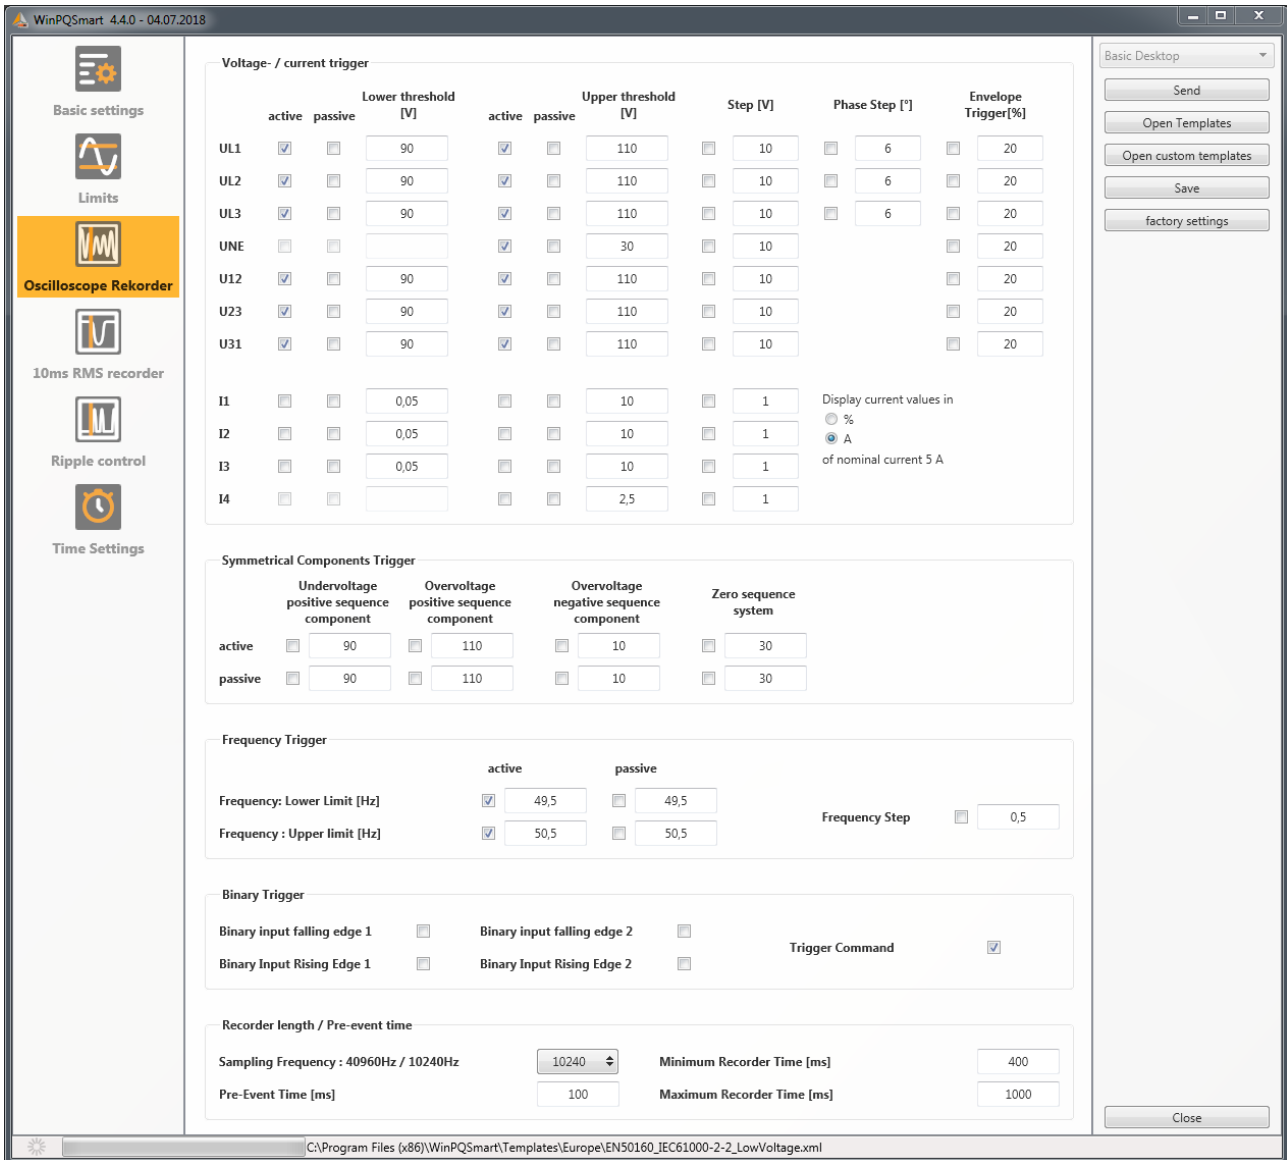 WinPQSmart 4.4.0 - 04.07.2018
Basic settings
Limits
Oscilloscope Rekorder
10ms RMS recorder
Ripple control
Time Settings
Voltage- / current trigger
active passive Lower threshold [V] active passive Upper threshold [V] Step [V] Phase Step [°] Envelope Trigger[%]
UL1 90 110 10 6 20
UL2 90 110 10 6 20
UL3 90 110 10 6 20
UNE 30 10 20
U12 90 110 10 20
U23 90 110 10 20
U31 90 110 10 20
I1 0,05 10 1
I2 0,05 10 1
I3 0,05 10 1
I4 2,5 1
Display current values in
%
A
of nominal current 5 A
Symmetrical Components Trigger
Undervoltage positive sequence component Overvoltage positive sequence component Overvoltage negative sequence component Zero sequence system
active 90 110 10 30
passive 90 110 10 30
Frequency Trigger
active passive
Frequency: Lower Limit [Hz] 49,5 49,5
Frequency : Upper limit [Hz] 50,5 50,5
Frequency Step 0,5
Binary Trigger
Binary input falling edge 1 Binary input falling edge 2
Binary Input Rising Edge 1 Binary Input Rising Edge 2
Trigger Command
Recorder length / Pre-event time
Sampling Frequency : 40960Hz / 10240Hz 10240 Minimum Recorder Time [ms] 400
Pre-Event Time [ms] 100 Maximum Recorder Time [ms] 1000
Basic Desktop
Send
Open Templates
Open custom templates
Save
factory settings
Close
C:\Program Files (x86)\WinPQSmart\Templates\Europe\EN50160_IEC61000-2-2_LowVoltage.xml